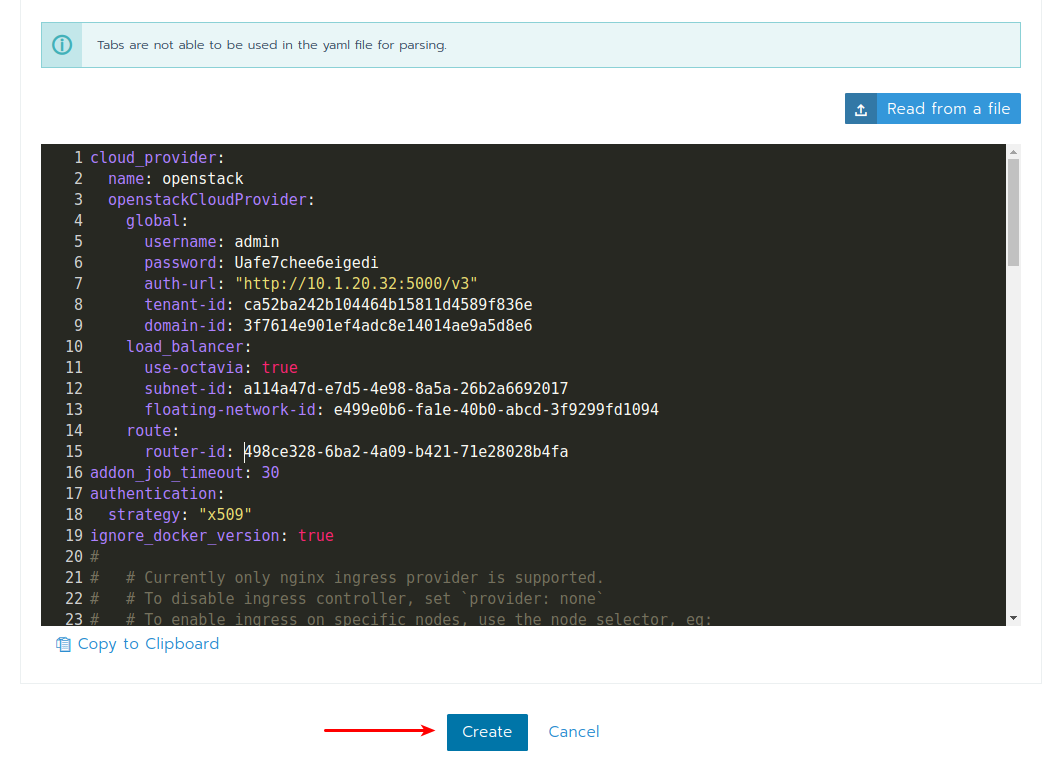 Tabs are not able to be used in the yaml file for parsing.
Read from a file
1 cloud_provider:
2   name: openstack
3   openstackCloudProvider:
4     global:
5       username: admin
6       password: Uafe7chee6eigedi
7       auth-url: "http://10.1.20.32:5000/v3"
8       tenant-id: ca52ba242b104464b15811d4589f836e
9       domain-id: 3f7614e901ef4adc8e14014ae9a5d8e6
10     load_balancer:
11       use-octavia: true
12       subnet-id: a114a47d-e7d5-4e98-8a5a-26b2a6692017
13       floating-network-id: e499e0b6-fa1e-40b0-abcd-3f9299fd1094
14     route:
15       router-id: 498ce328-6ba2-4a09-b421-71e28028b4fa
16 addon_job_timeout: 30
17 authentication:
18   strategy: "x509"
19 ignore_docker_version: true
20 #
21 #   # Currently only nginx ingress provider is supported.
22 #   # To disable ingress controller, set `provider: none`
23 #   # To enable ingress on specific nodes, use the node selector, eg:
Copy to Clipboard
Create
Cancel